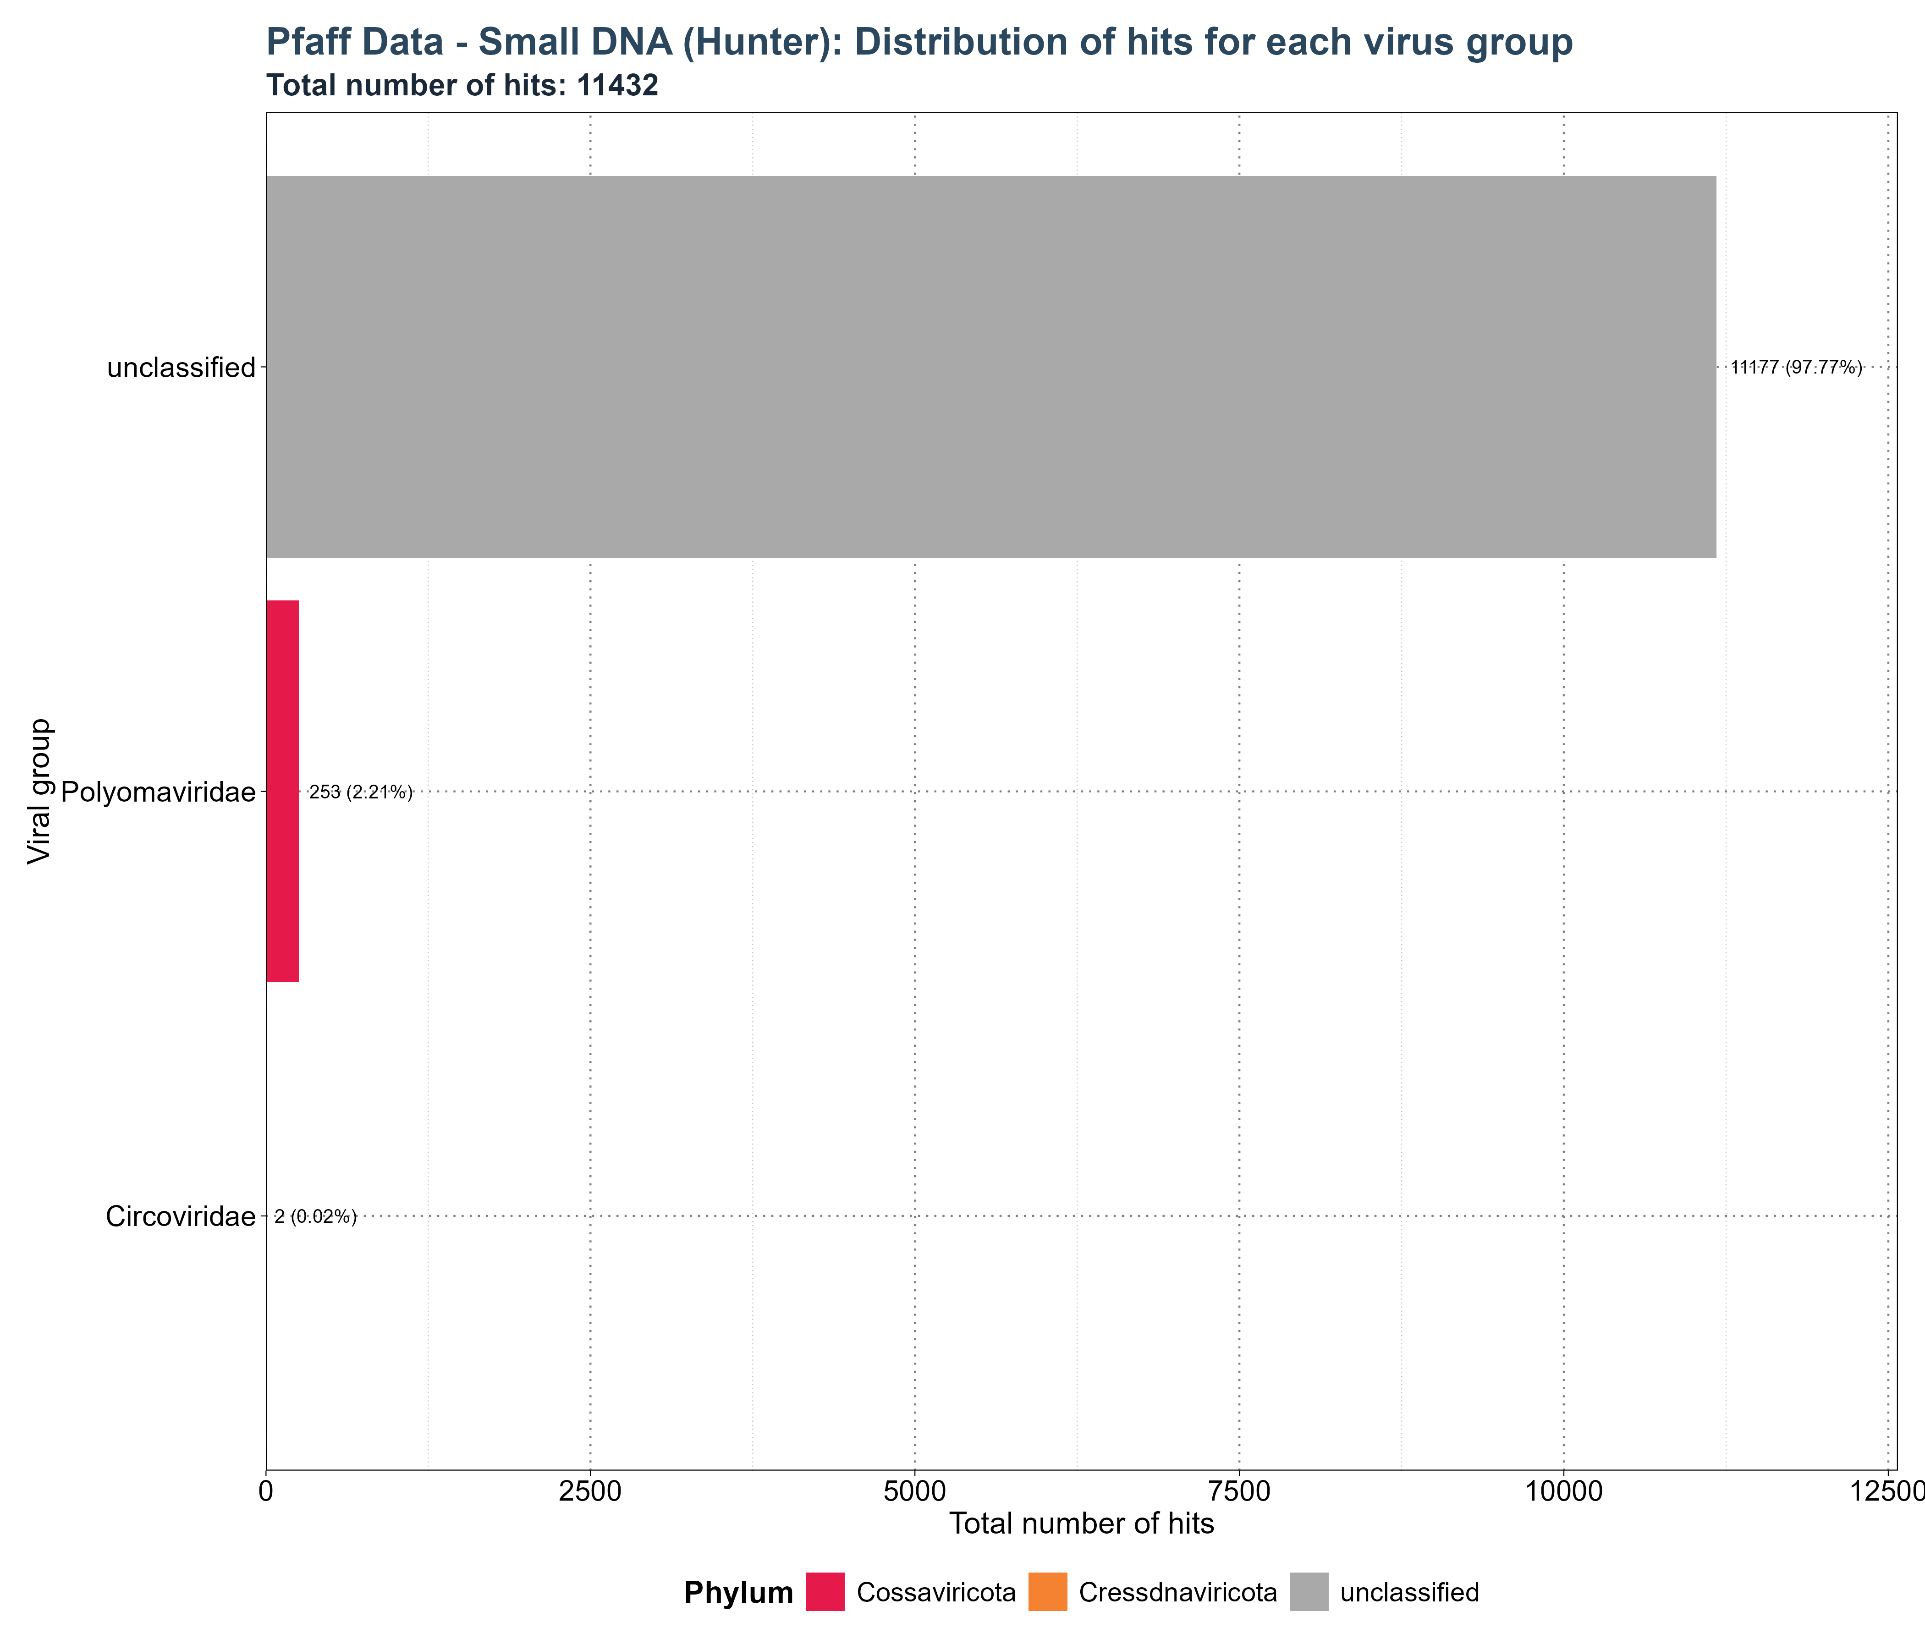 Pfaff Data - Small DNA (Hunter): Distribution of hits for each virus group
Total number of hits: 11432
Viral group
unclassified
11177 (97.77%)
Polyomaviridae
253 (2.21%)
Circoviridae
2 (0.02%)
0 2500 5000 7500 10000 12500
Total number of hits
Phylum Cossaviricota Cressdnaviricota unclassified